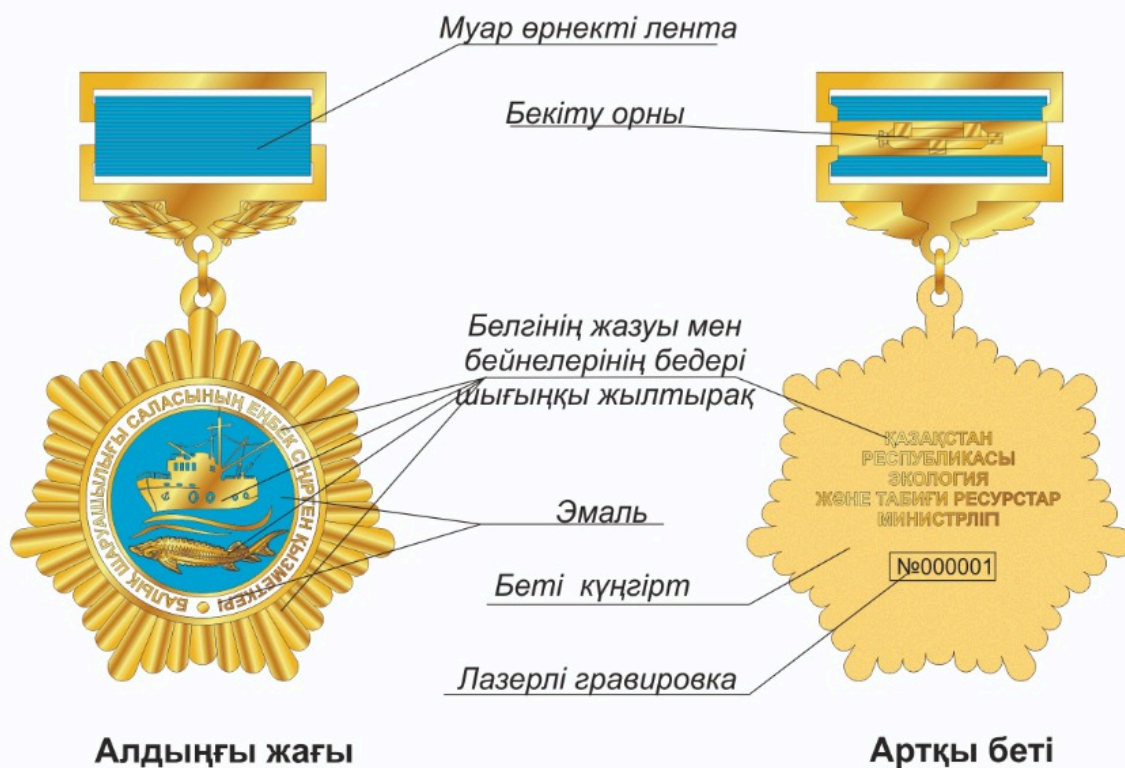 Муар өрнекті лента
Бекіту орны
Белгінің жазуы мен
бейнелерінің бедері
шығыңқы жылтырақ
БАЛЫҚ ШАРУАШЫЛЫҒЫ САЛАСЫНЫҢ ЕҢБЕК СІҢІРГЕН ҚЫЗМЕТКЕРІ
ҚАЗАҚСТАН
РЕСПУБЛИКАСЫ
ЭКОЛОГИЯ
ЖӘНЕ ТАБИҒИ РЕСУРСТАР
МИНИСТРЛІГІ
Эмаль
№000001
Беті күңгірт
Лазерлі гравировка
Алдыңғы жағы
Артқы беті